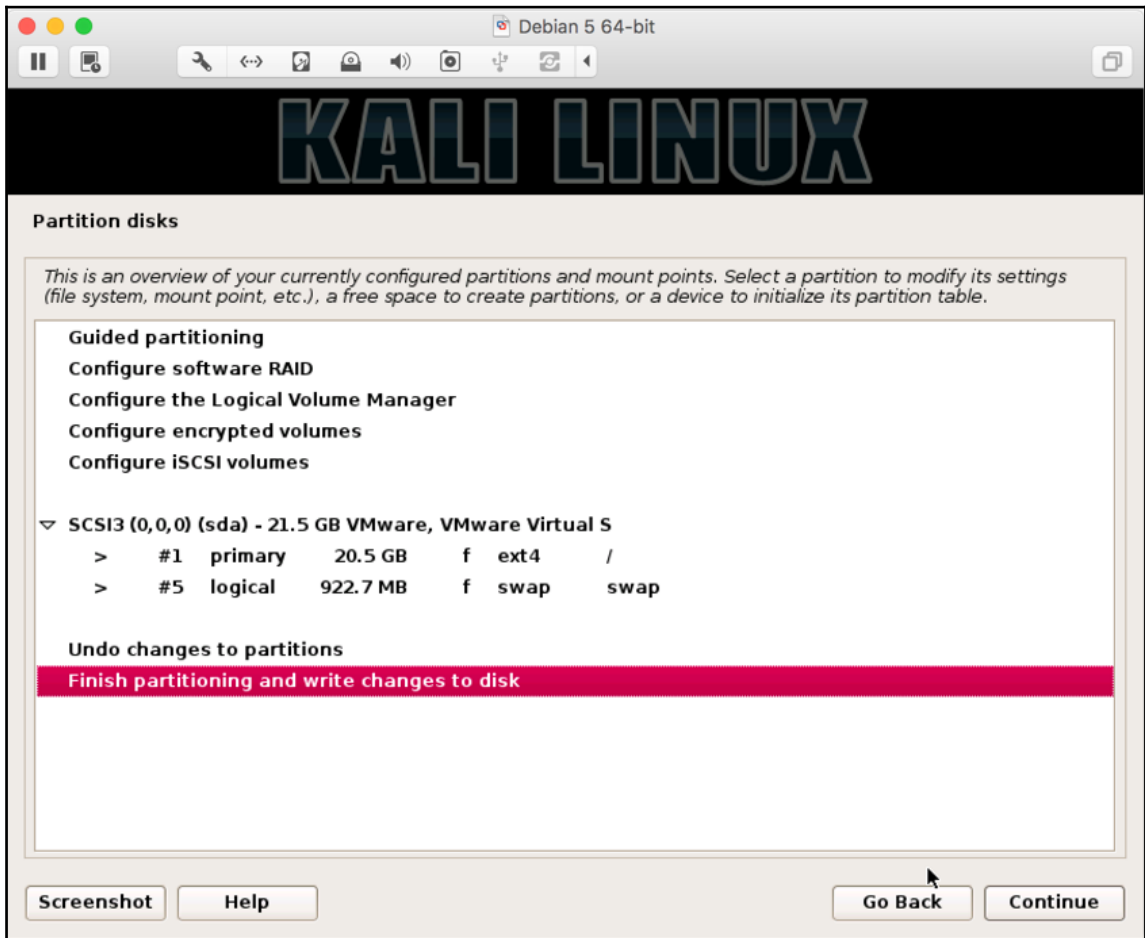 Debian 5 64-bit
KALI LINUX
Partition disks
This is an overview of your currently configured partitions and mount points. Select a partition to modify its settings
(file system, mount point, etc.), a free space to create partitions, or a device to initialize its partition table.
Guided partitioning
Configure software RAID
Configure the Logical Volume Manager
Configure encrypted volumes
Configure iSCSI volumes
SCSI3 (0,0,0) (sda) - 21.5 GB VMware, VMware Virtual S
> #1 primary 20.5 GB f ext4 /
> #5 logical 922.7 MB f swap swap
Undo changes to partitions
Finish partitioning and write changes to disk
Screenshot Help Go Back Continue